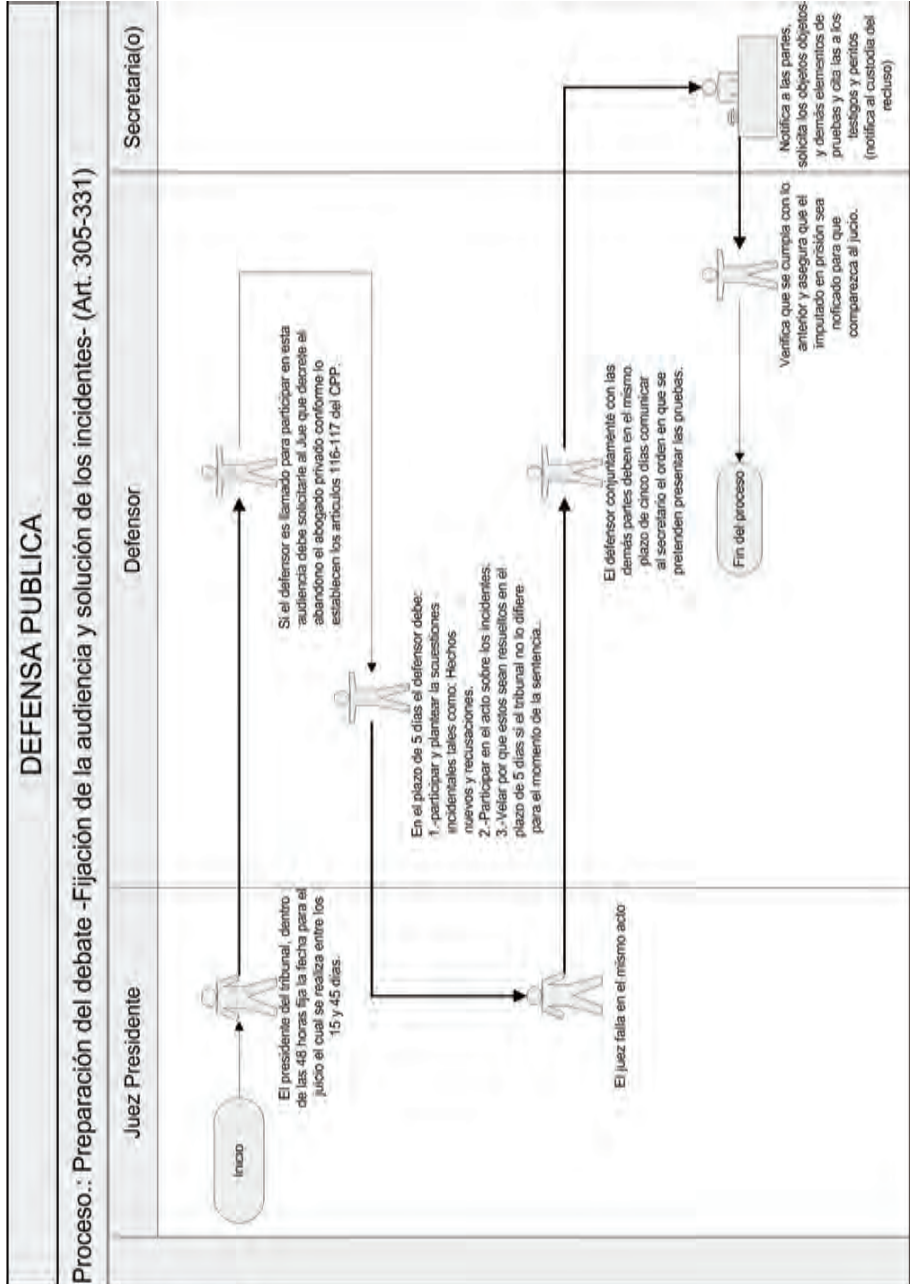 DEFENSA PUBLICA
Proceso.: Preparación del debate -Fijación de la audiencia y solución de los incidentes- (Art. 305-331)
Juez Presidente
Defensor
Secretaria(o)
Inicio
El presidente del tribunal, dentro
de las 48 horas fija la fecha para el
juicio el cual se realiza entre los
15 y 45 días.
Si el defensor es llamado para participar en esta
audiencia debe solicitarle al Jue que decrete el
abandono el abogado privado conforme lo
establecen los articulos 116-117 del CPP.
En el plazo de 5 días el defensor debe:
1.-participar y plantear la scuestiones
incidentales tales como: Hechos
nuevos y recusaciones.
2.-Participar en el acto sobre los incidentes.
3.-Velar por que estos sean resueltos en el
plazo de 5 días si el tribunal no lo difiere
para el momento de la sentencia..
El juez falla en el mismo acto
El defensor conjuntamente con las
demás partes deben en el mismo
plazo de cinco días comunicar
al secretario el orden en que se
pretenden presentar las pruebas.
Notifica a las partes,
solicita los objetos objetos
y demás elementos de
pruebas y cita las a los
testigos y peritos
(notifica al custodia del
recluso)
Verifica que se cumpla con lo
anterior y asegura que el
imputado en prisión sea
noficado para que
comparezca al jucio.
Fin del proceso